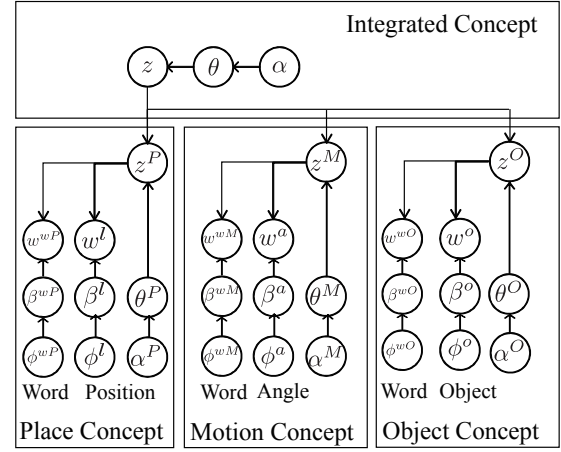 Integrated Concept
z θ α
z^P z^M z^O
w^{wP} w^l w^{wM} w^a w^{wO} w^o
β^{wP} β^l θ^P β^{wM} β^a θ^M β^{wO} β^o θ^O
ϕ^{wP} ϕ^l α^P ϕ^{wM} ϕ^a α^M ϕ^{wO} ϕ^o α^O
Word Position Word Angle Word Object
Place Concept Motion Concept Object Concept